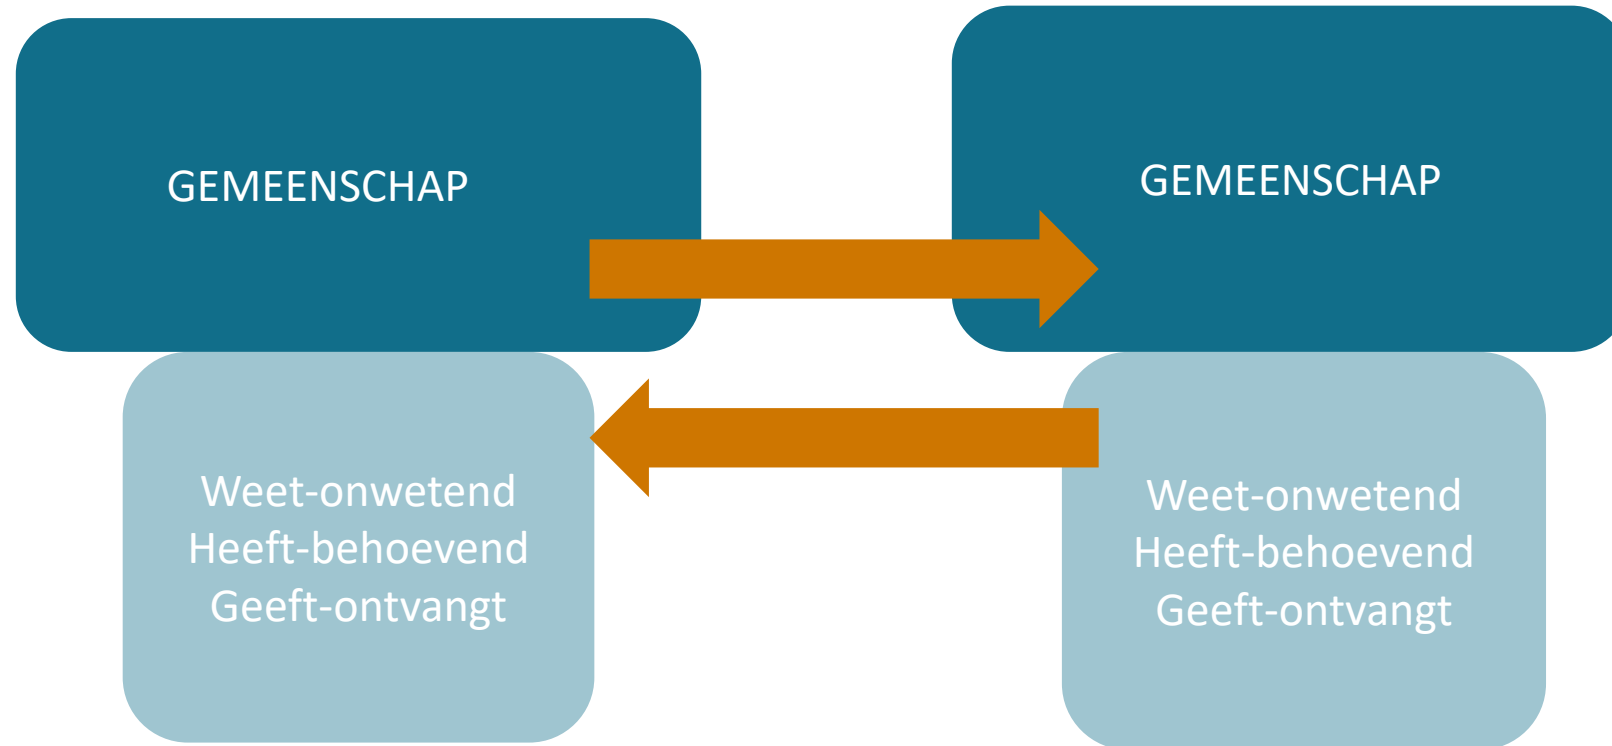 GEMEENSCHAP
GEMEENSCHAP
Weet-onwetend
Heeft-behoevend
Geeft-ontvangt
Weet-onwetend
Heeft-behoevend
Geeft-ontvangt